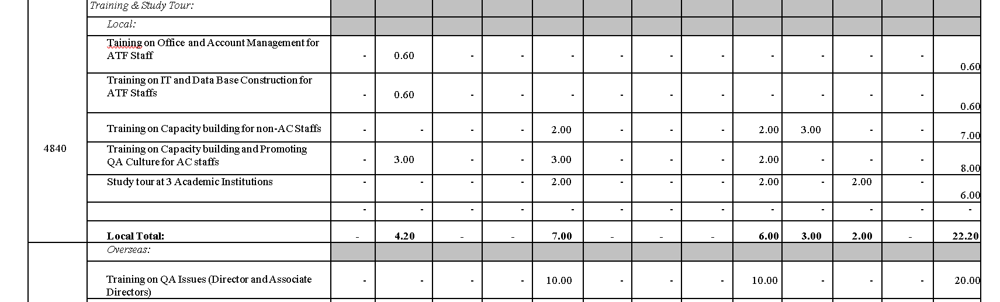 Training & Study Tour:
Local:
Taining on Office and Account Management for
ATF Staff - 0.60 - - - - - - - - - - 0.60
Training on IT and Data Base Construction for
ATF Staffs - 0.60 - - - - - - - - - - 0.60
Training on Capacity building for non-AC Staffs - - - - 2.00 - - - 2.00 3.00 - - 7.00
4840
Training on Capacity building and Promoting
QA Culture for AC staffs - 3.00 - - 3.00 - - - 2.00 - - - 8.00
Study tour at 3 Academic Institutions - - - - 2.00 - - - 2.00 - 2.00 - 6.00
- - - - - - - - - - - - -
Local Total: - 4.20 - - 7.00 - - - 6.00 3.00 2.00 - 22.20
Overseas:
Training on QA Issues (Director and Associate
Directors) - - - - 10.00 - - - 10.00 - - - 20.00